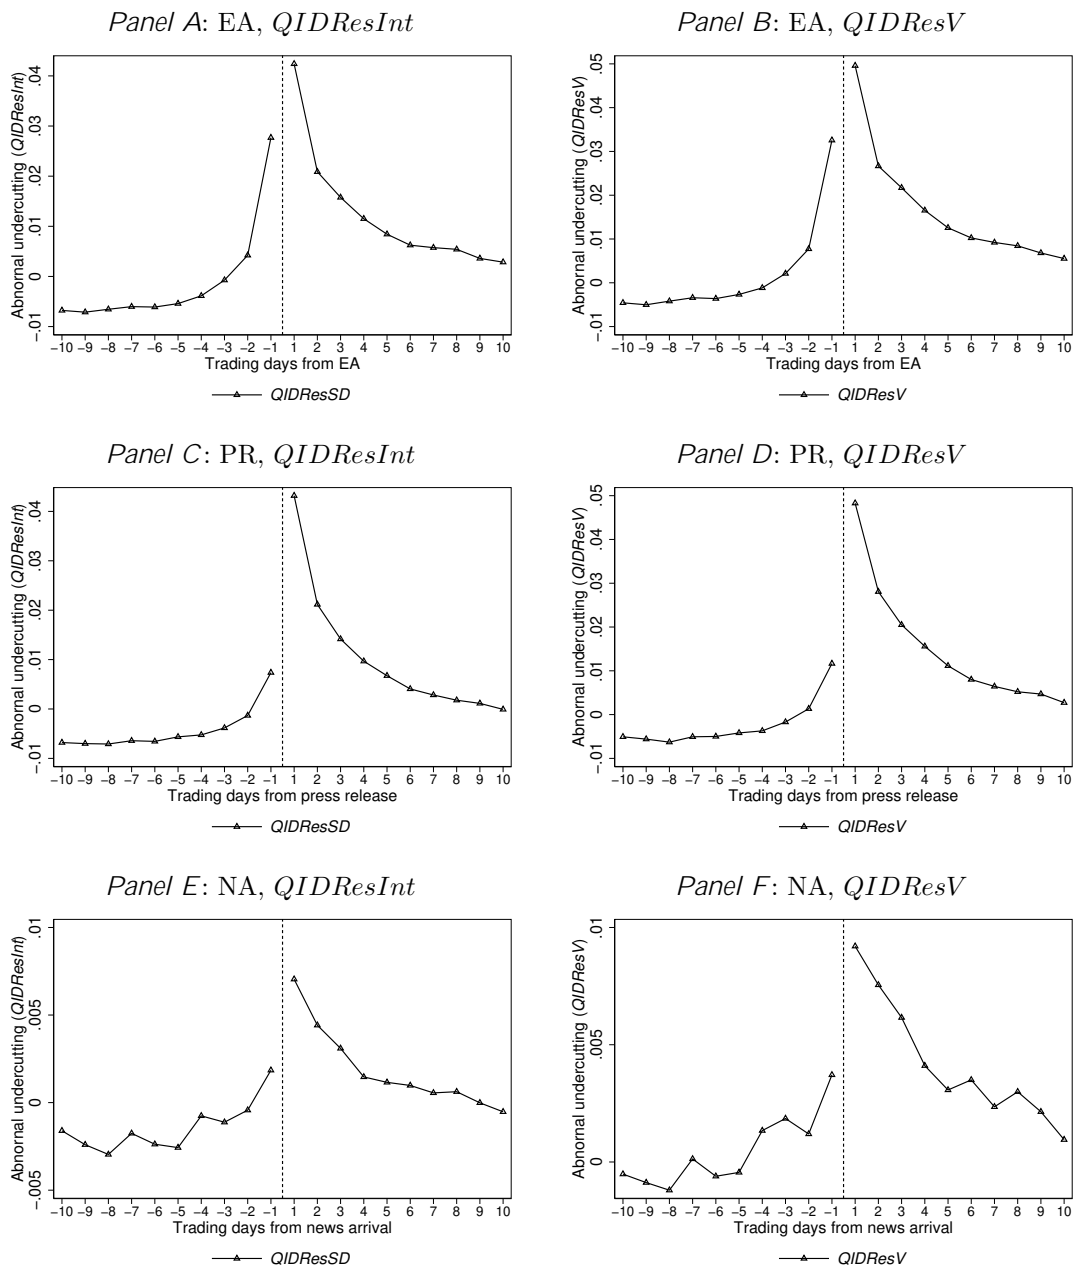 Panel A: EA, QIDResInt
Abnornal undercutting (QIDResInt)
.04
.03
.02
.01
0
-.01
-10 -9 -8 -7 -6 -5 -4 -3 -2 -1 1 2 3 4 5 6 7 8 9 10
Trading days from EA
QIDResSD
Panel B: EA, QIDResV
Abnornal undercutting (QIDResV)
.05
.04
.03
.02
.01
0
-.01
-10 -9 -8 -7 -6 -5 -4 -3 -2 -1 1 2 3 4 5 6 7 8 9 10
Trading days from EA
QIDResV
Panel C: PR, QIDResInt
Abnornal undercutting (QIDResInt)
.04
.03
.02
.01
0
-.01
-10 -9 -8 -7 -6 -5 -4 -3 -2 -1 1 2 3 4 5 6 7 8 9 10
Trading days from press release
QIDResSD
Panel D: PR, QIDResV
Abnornal undercutting (QIDResV)
.05
.04
.03
.02
.01
0
-.01
-10 -9 -8 -7 -6 -5 -4 -3 -2 -1 1 2 3 4 5 6 7 8 9 10
Trading days from press release
QIDResV
Panel E: NA, QIDResInt
Abnornal undercutting (QIDResInt)
.01
.005
0
-.005
-10 -9 -8 -7 -6 -5 -4 -3 -2 -1 1 2 3 4 5 6 7 8 9 10
Trading days from news arrival
QIDResSD
Panel F: NA, QIDResV
Abnornal undercutting (QIDResV)
.01
.005
0
-10 -9 -8 -7 -6 -5 -4 -3 -2 -1 1 2 3 4 5 6 7 8 9 10
Trading days from news arrival
QIDResV